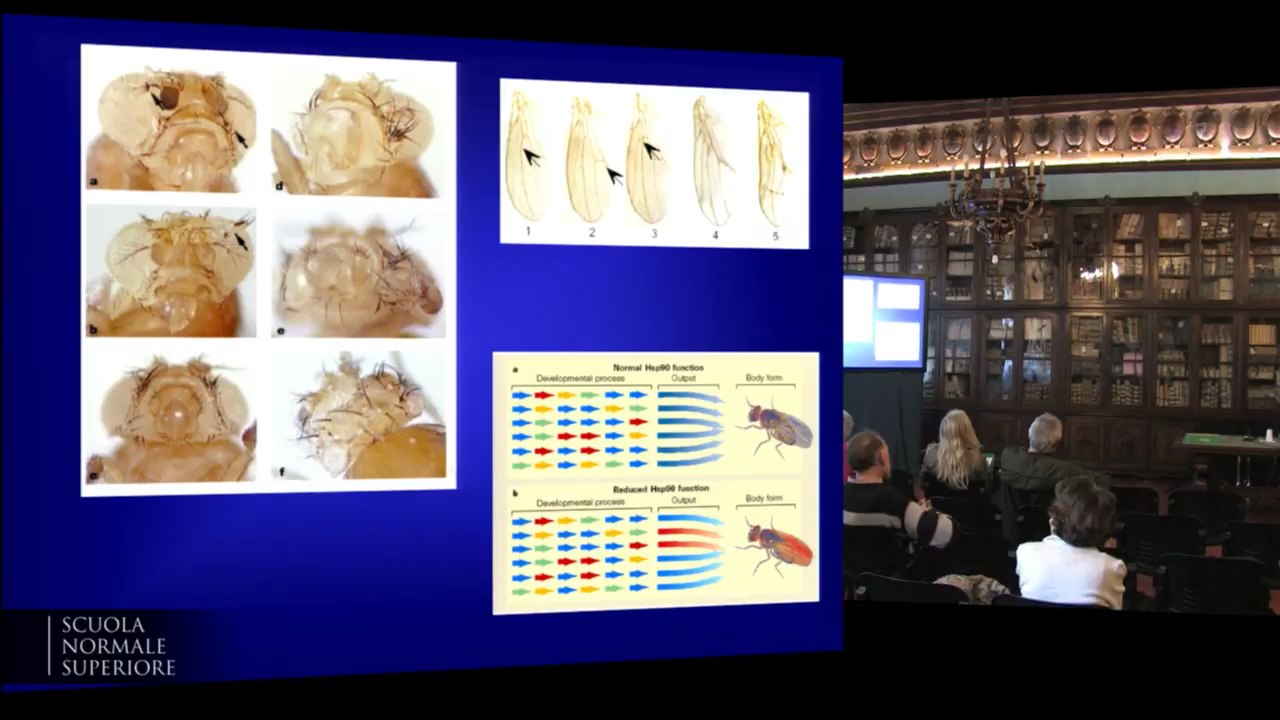 a
d
b
e
e
f
1 2 3 4 5
a
Normal Hsp90 function
Developmental process Output Body form
b
Reduced Hsp90 function
Developmental process Output Body form
SCUOLA
NORMALE
SUPERIORE